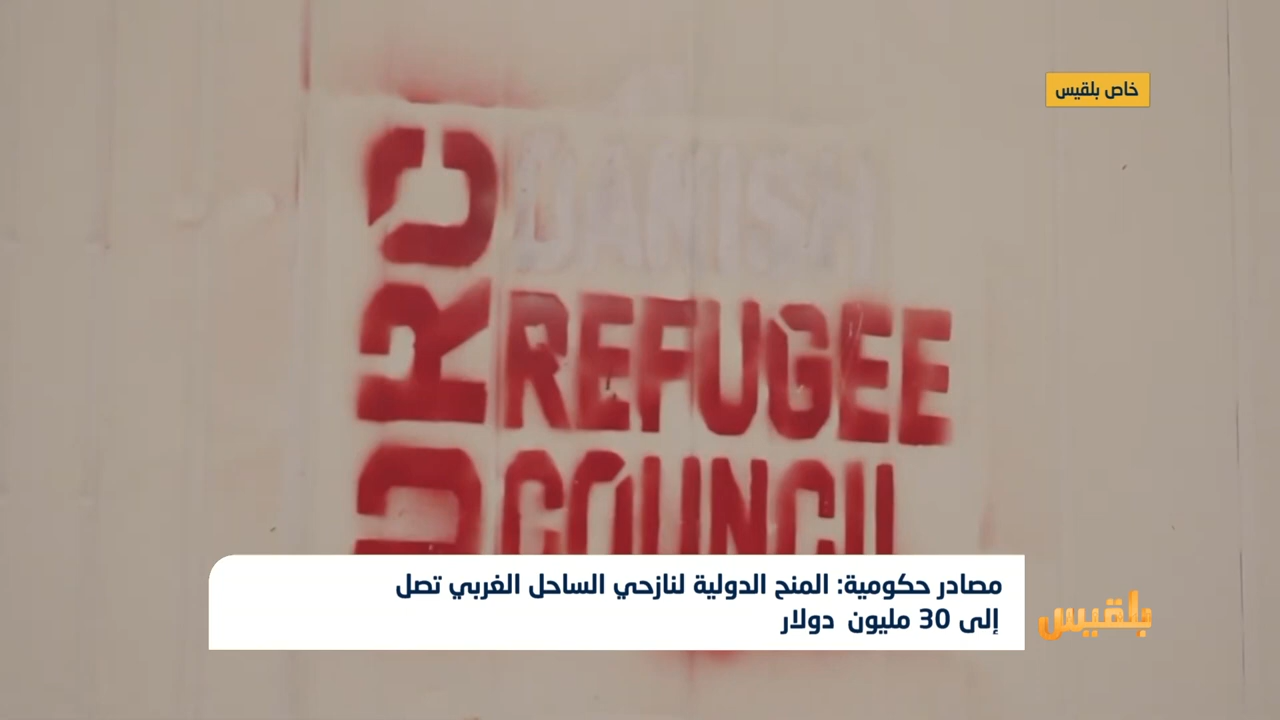 خاص بلقيس
DRC
DANISH
REFUGEE
COUNCIL
مصادر حكومية: المنح الدولية لنازحي الساحل الغربي تصل
إلى 30 مليون دولار
بلقيس